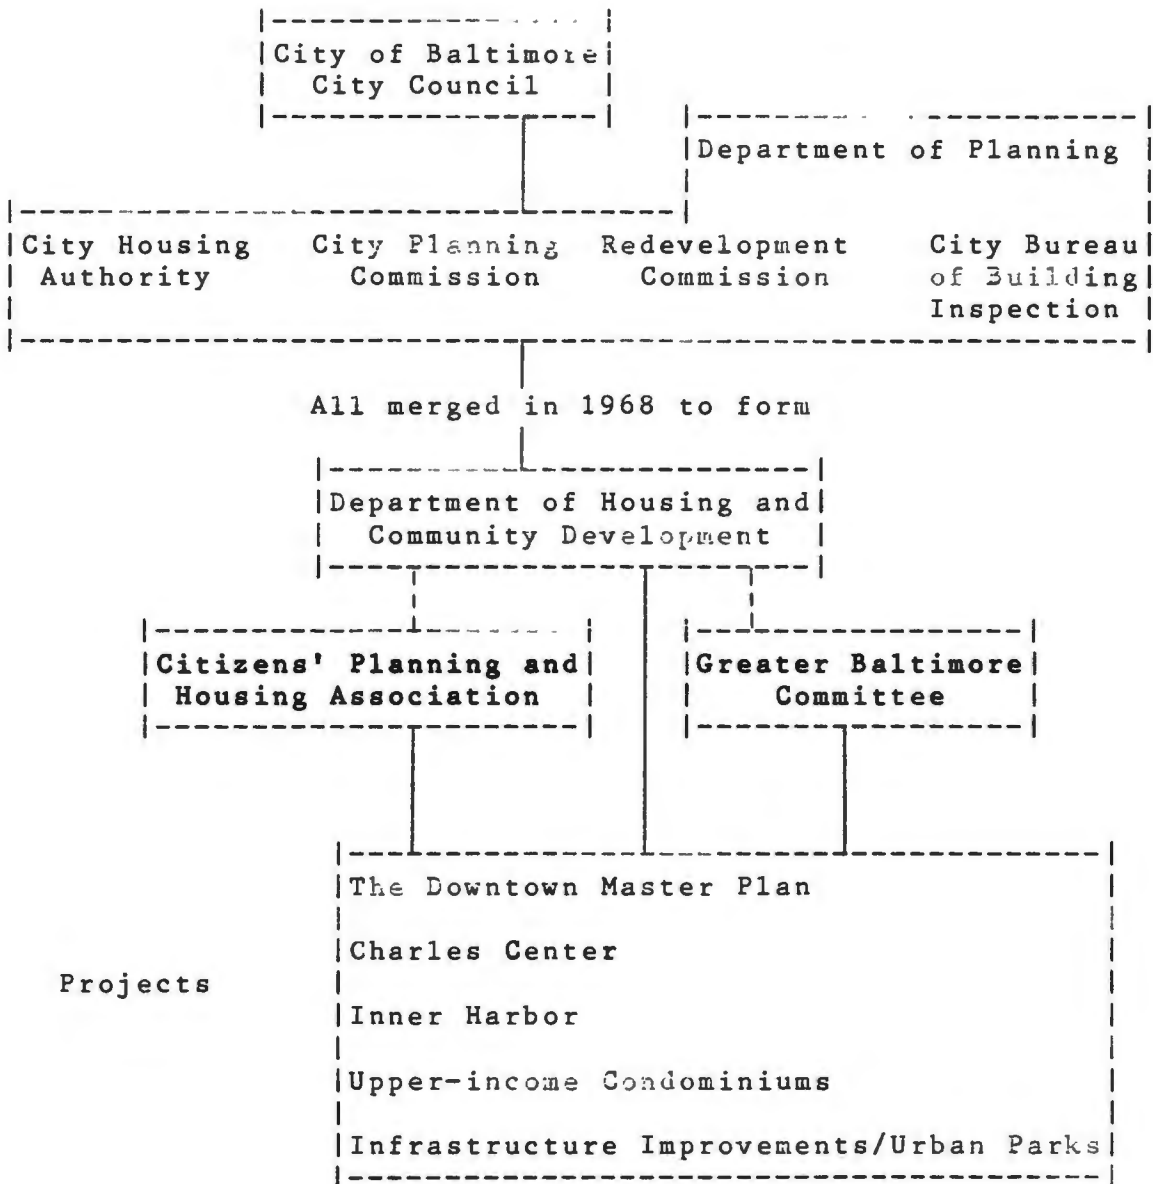 City of Baltimore
City Council
Department of Planning
City Housing City Planning Redevelopment City Bureau
Authority Commission Commission of Building
Inspection
All merged in 1968 to form
Department of Housing and
Community Development
Citizens' Planning and Greater Baltimore
Housing Association Committee
The Downtown Master Plan
Charles Center
Projects
Inner Harbor
Upper-income Condominiums
Infrastructure Improvements/Urban Parks